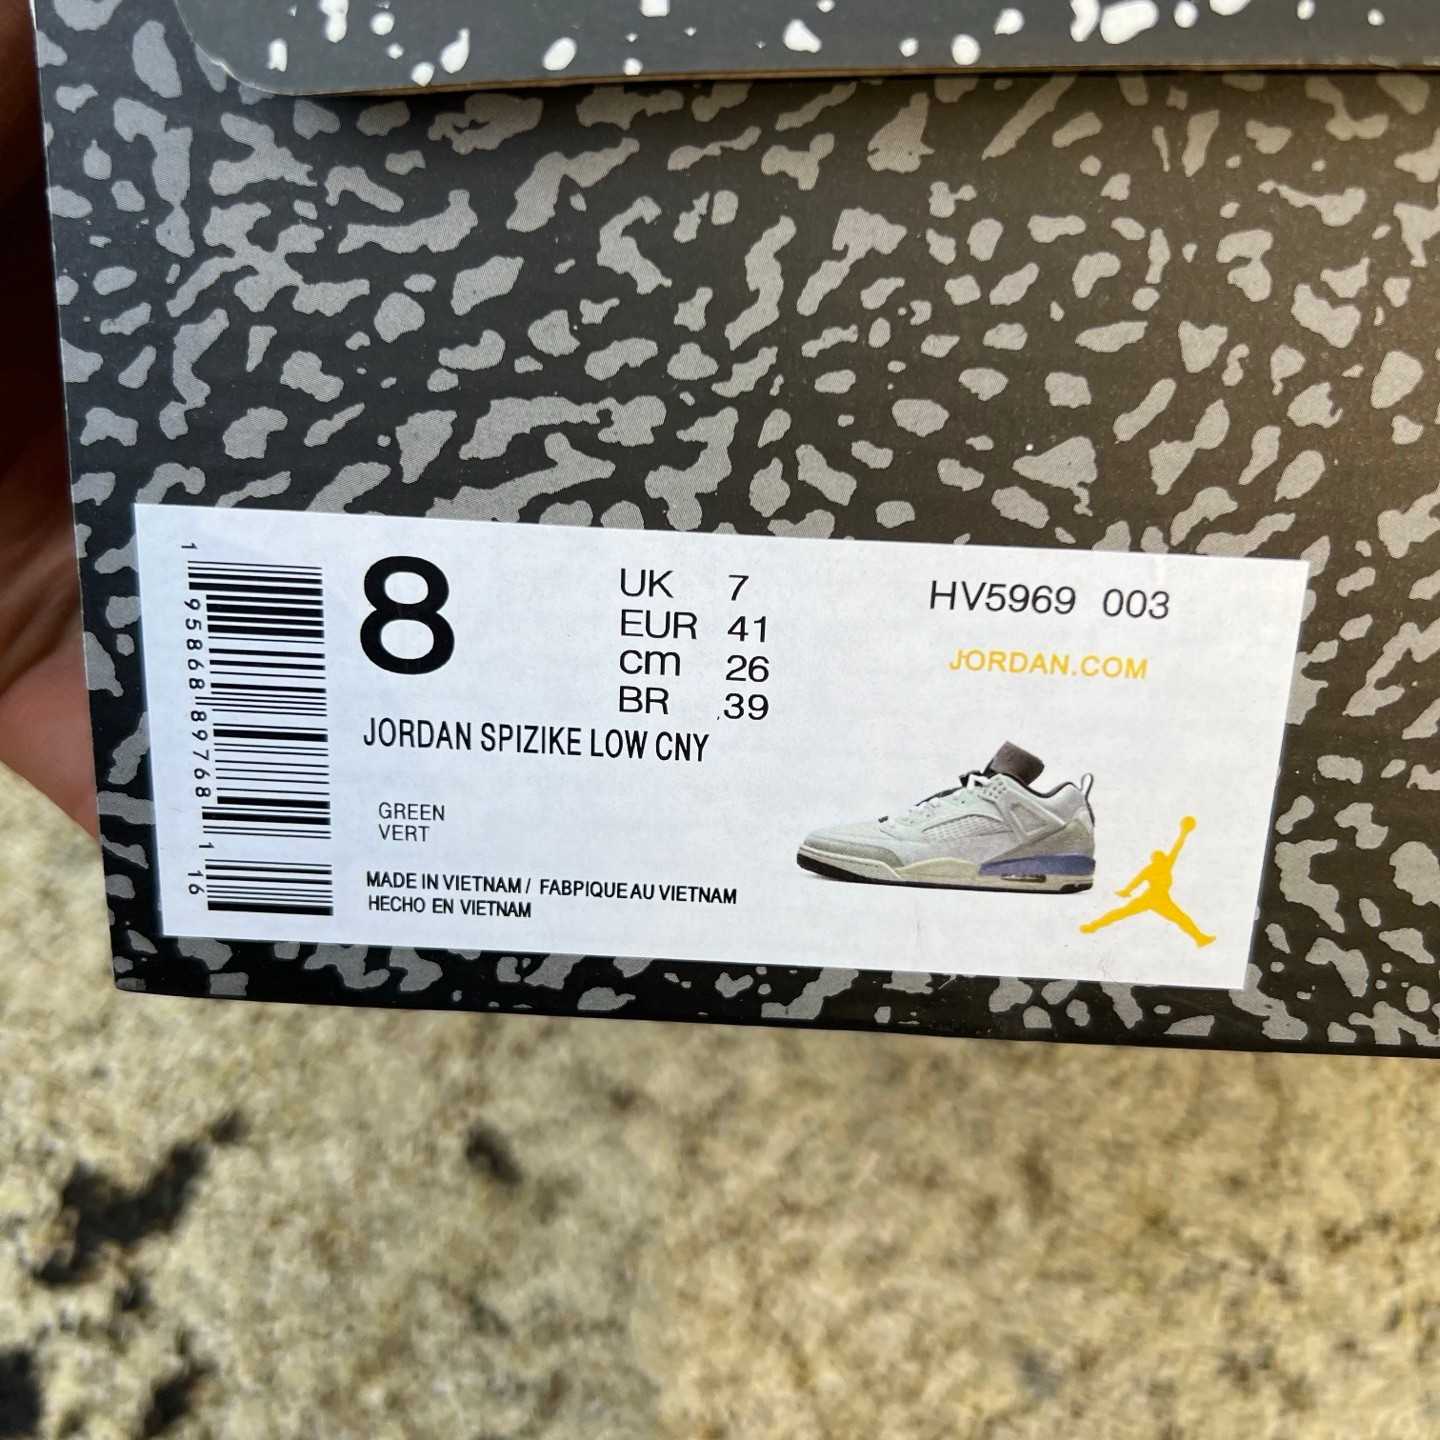 8
UK 7
EUR 41
cm 26
BR .39
HV5969 003
JORDAN.COM
JORDAN SPIZIKE LOW CNY
GREEN
VERT
MADE IN VIETNAM / FABPIQUE AU VIETNAM
HECHO EN VIETNAM
1 95868 89768 1 16